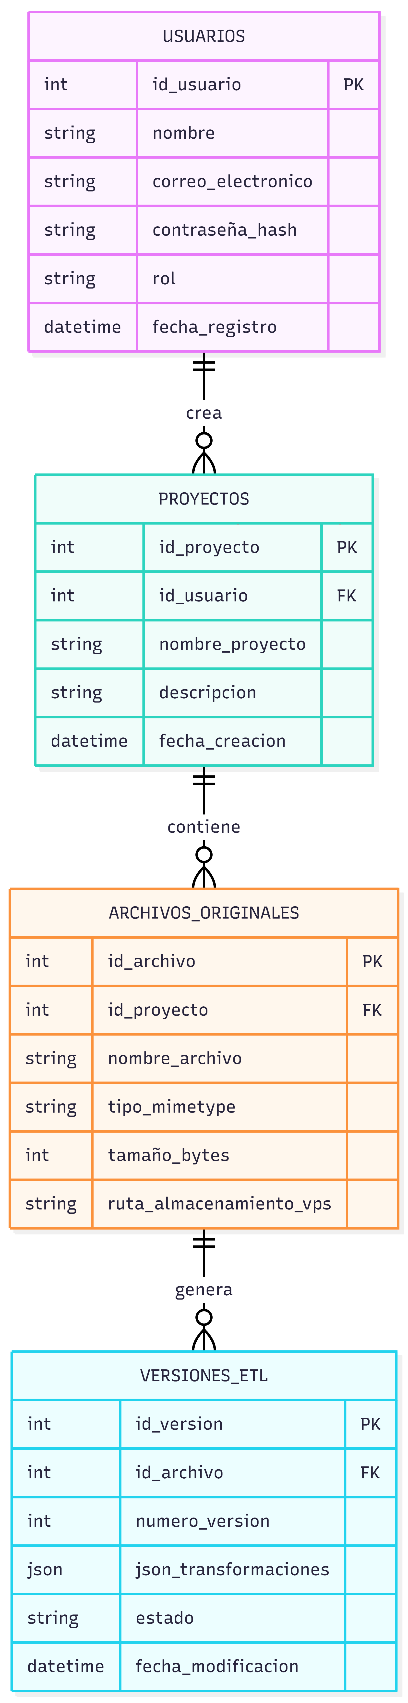 USUARIOS
int id_usuario PK
string nombre
string correo_electronico
string contraseña_hash
string rol
datetime fecha_registro
crea
PROYECTOS
int id_proyecto PK
int id_usuario FK
string nombre_proyecto
string descripcion
datetime fecha_creacion
contiene
ARCHIVOS_ORIGINALES
int id_archivo PK
int id_proyecto FK
string nombre_archivo
string tipo_mimetype
int tamaño_bytes
string ruta_almacenamiento_vps
genera
VERSIONES_ETL
int id_version PK
int id_archivo FK
int numero_version
json json_transformaciones
string estado
datetime fecha_modificacion